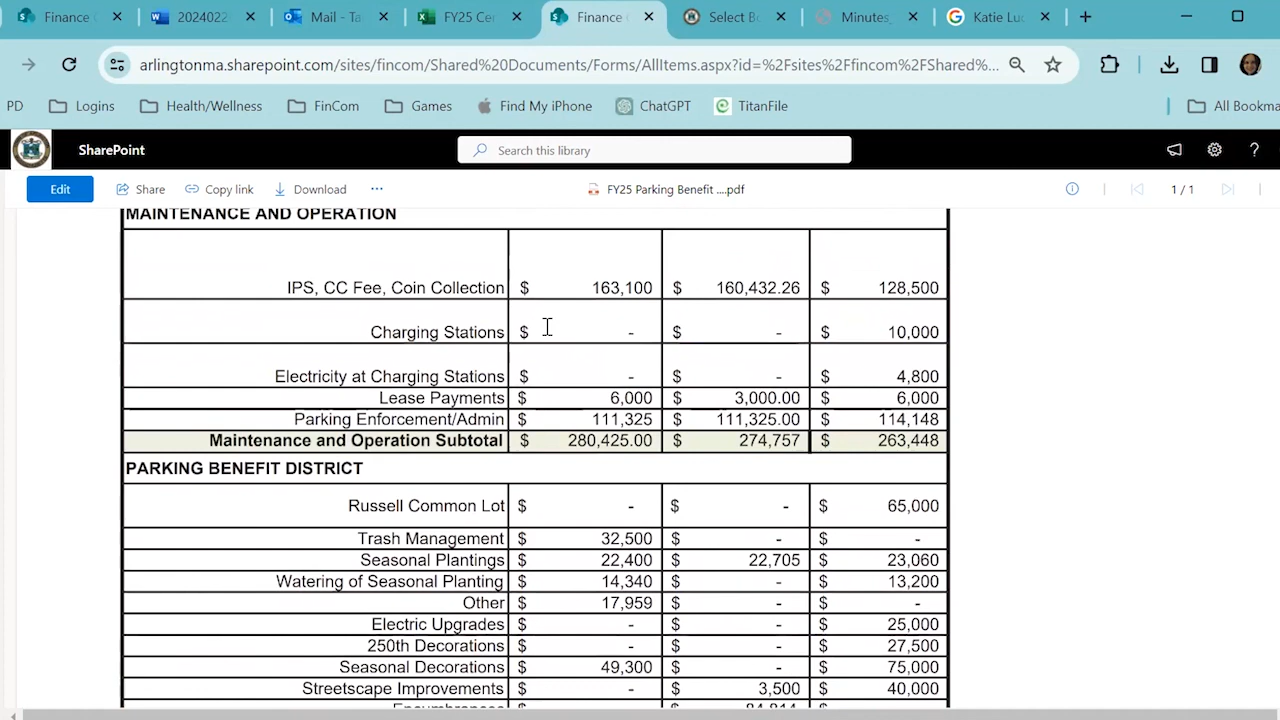 Finance
2024022
Mail - Ta
FY25 Cer
Finance
Select Bo
Minutes
Katie Luc
arlingtonma.sharepoint.com/sites/fincom/Shared%20Documents/Forms/AllItems.aspx?id=%2Fsites%2Ffincom%2FShared%...
PD Logins Health/Wellness FinCom Games Find My iPhone ChatGPT TitanFile All Bookma
SharePoint
Search this library
Edit Share Copy link Download ... FY25 Parking Benefit ....pdf 1 / 1
MAINTENANCE AND OPERATION
IPS, CC Fee, Coin Collection $ 163,100 $ 160,432.26 $ 128,500
Charging Stations $ - $ - $ 10,000
Electricity at Charging Stations $ - $ - $ 4,800
Lease Payments $ 6,000 $ 3,000.00 $ 6,000
Parking Enforcement/Admin $ 111,325 $ 111,325.00 $ 114,148
Maintenance and Operation Subtotal $ 280,425.00 $ 274,757 $ 263,448
PARKING BENEFIT DISTRICT
Russell Common Lot $ - $ - $ 65,000
Trash Management $ 32,500 $ - $ -
Seasonal Plantings $ 22,400 $ 22,705 $ 23,060
Watering of Seasonal Planting $ 14,340 $ - $ 13,200
Other $ 17,959 $ - $ -
Electric Upgrades $ - $ - $ 25,000
250th Decorations $ - $ - $ 27,500
Seasonal Decorations $ 49,300 $ - $ 75,000
Streetscape Improvements $ - $ 3,500 $ 40,000